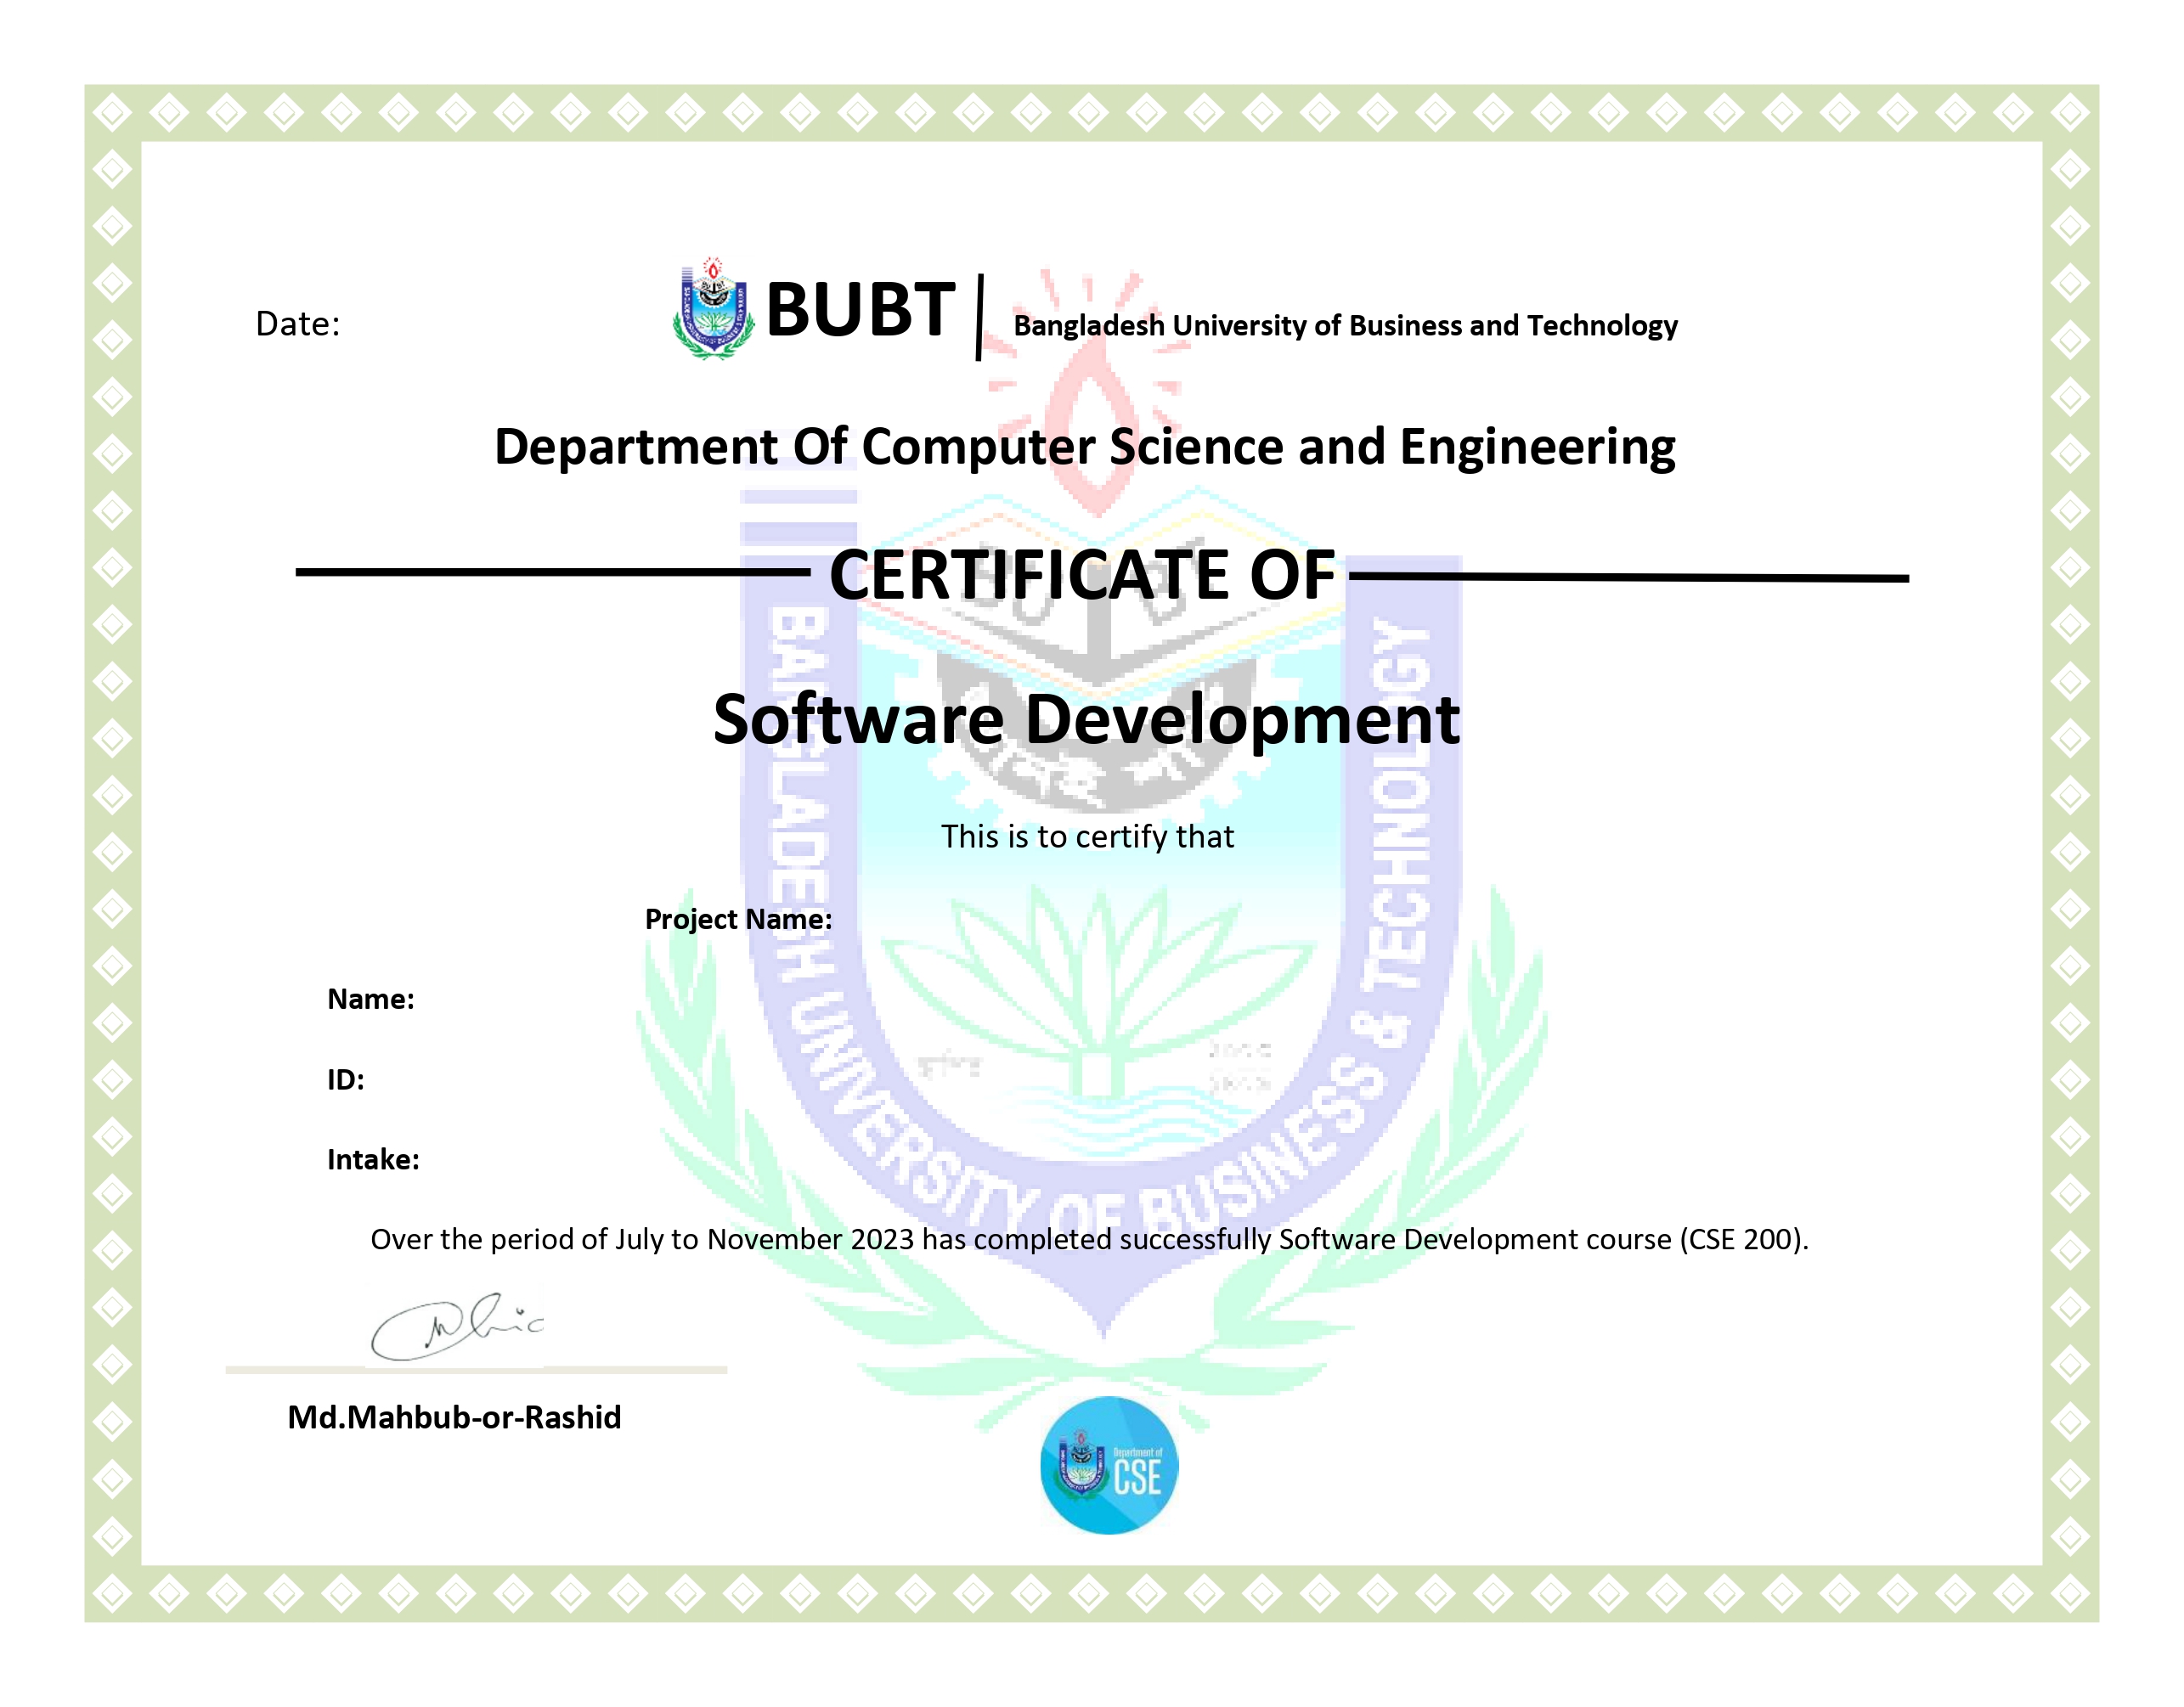 Date:
BUBT
Bangladesh University of Business and Technology
Department Of Computer Science and Engineering
CERTIFICATE OF
Software Development
This is to certify that
Project Name:
Name:
ID:
Intake:
Over the period of July to November 2023 has completed successfully Software Development course (CSE 200).
Md.Mahbub-or-Rashid
BANGLADESH UNIVERSITY OF BUSINESS & TECHNOLOGY
Department of
CSE